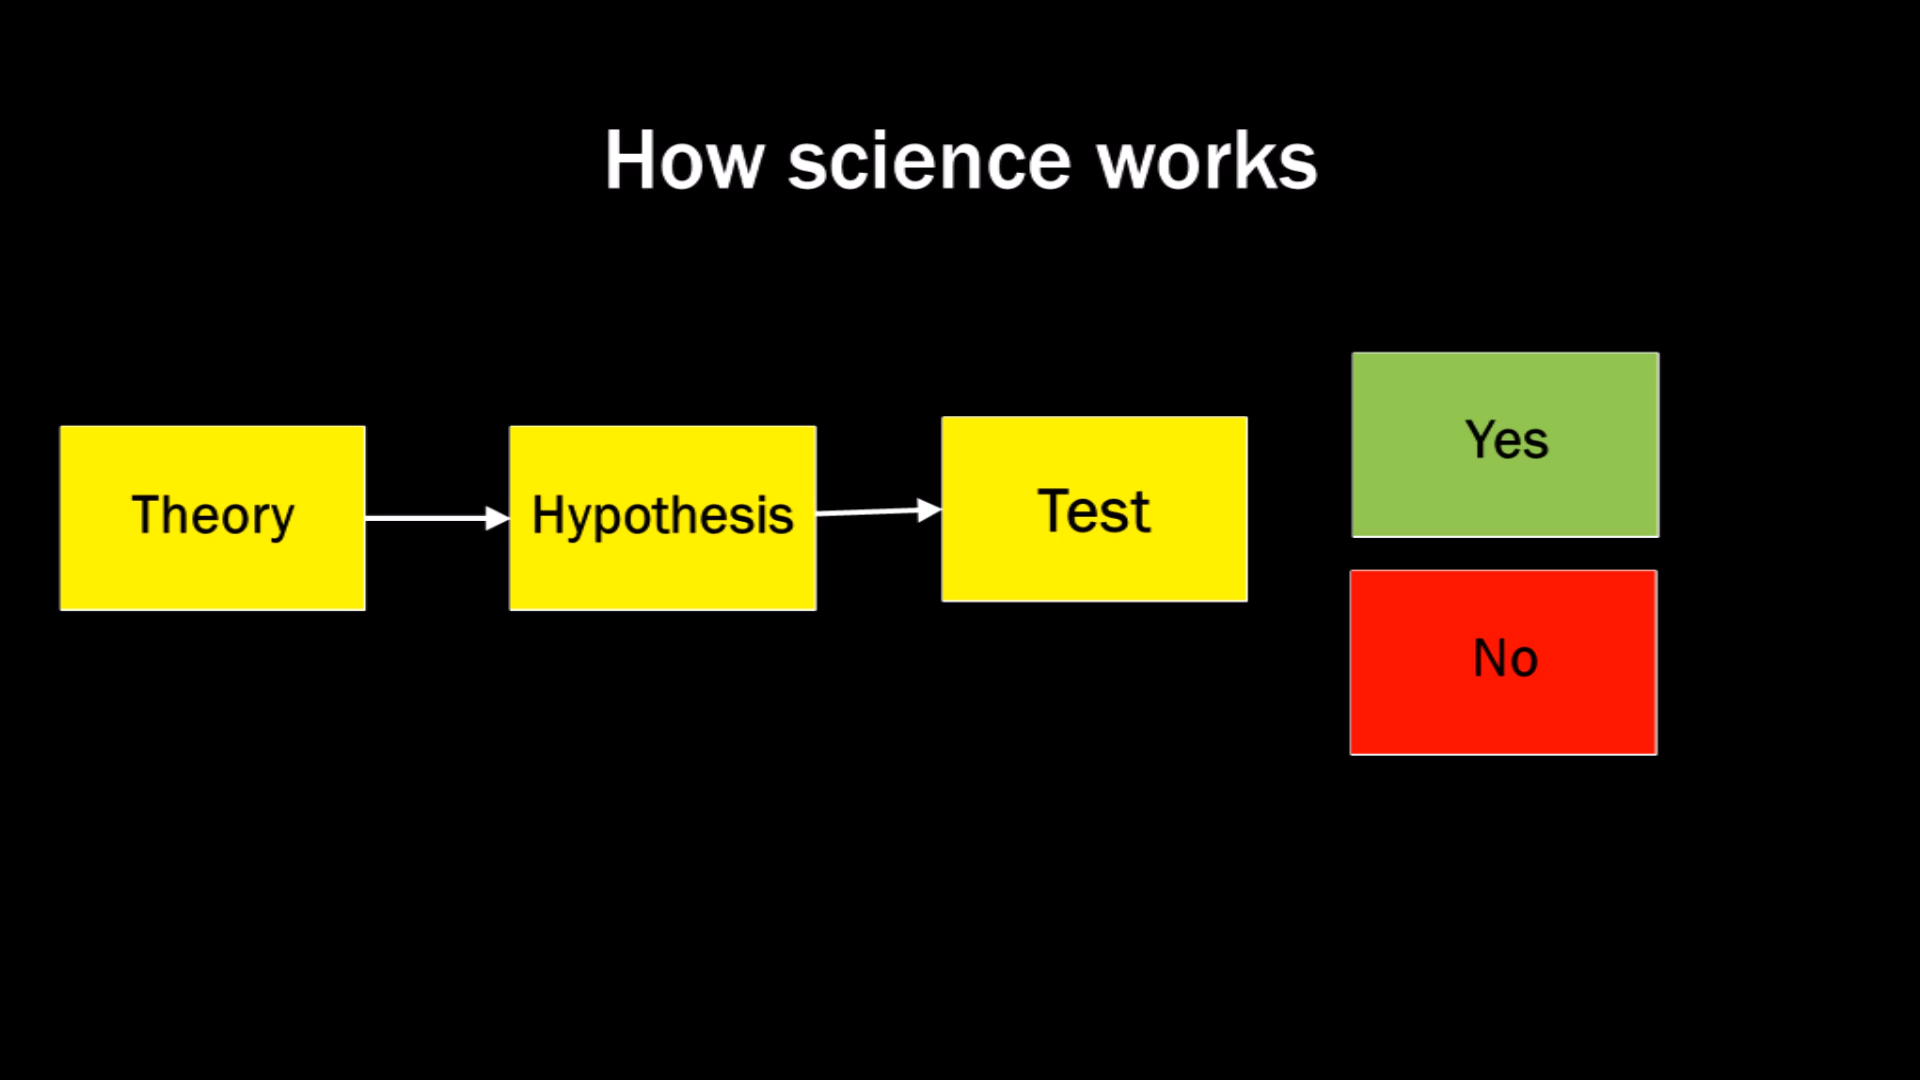 How science works
Theory
Hypothesis
Test
Yes
No